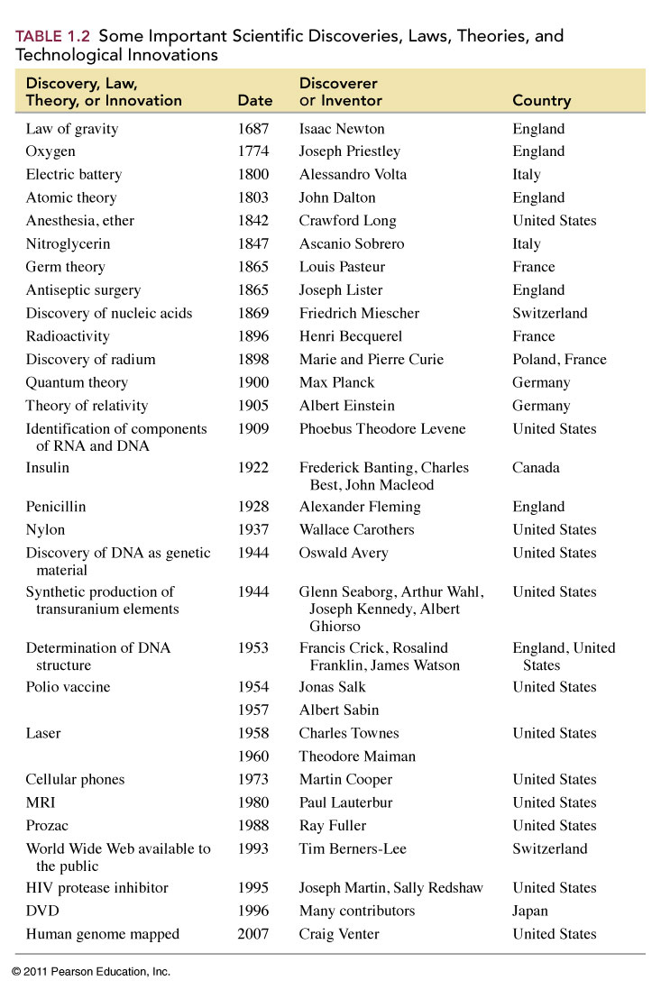 TABLE 1.2 Some Important Scientific Discoveries, Laws, Theories, and
Technological Innovations
Discovery, Law,
Theory, or Innovation Date Discoverer
or Inventor Country
Law of gravity 1687 Isaac Newton England
Oxygen 1774 Joseph Priestley England
Electric battery 1800 Alessandro Volta Italy
Atomic theory 1803 John Dalton England
Anesthesia, ether 1842 Crawford Long United States
Nitroglycerin 1847 Ascanio Sobrero Italy
Germ theory 1865 Louis Pasteur France
Antiseptic surgery 1865 Joseph Lister England
Discovery of nucleic acids 1869 Friedrich Miescher Switzerland
Radioactivity 1896 Henri Becquerel France
Discovery of radium 1898 Marie and Pierre Curie Poland, France
Quantum theory 1900 Max Planck Germany
Theory of relativity 1905 Albert Einstein Germany
Identification of components 1909 Phoebus Theodore Levene United States
of RNA and DNA
Insulin 1922 Frederick Banting, Charles Canada
Best, John Macleod
Penicillin 1928 Alexander Fleming England
Nylon 1937 Wallace Carothers United States
Discovery of DNA as genetic 1944 Oswald Avery United States
material
Synthetic production of 1944 Glenn Seaborg, Arthur Wahl, United States
transuranium elements Joseph Kennedy, Albert
Ghiorso
Determination of DNA 1953 Francis Crick, Rosalind England, United
structure Franklin, James Watson States
Polio vaccine 1954 Jonas Salk United States
1957 Albert Sabin
Laser 1958 Charles Townes United States
1960 Theodore Maiman
Cellular phones 1973 Martin Cooper United States
MRI 1980 Paul Lauterbur United States
Prozac 1988 Ray Fuller United States
World Wide Web available to 1993 Tim Berners-Lee Switzerland
the public
HIV protease inhibitor 1995 Joseph Martin, Sally Redshaw United States
DVD 1996 Many contributors Japan
Human genome mapped 2007 Craig Venter United States
© 2011 Pearson Education, Inc.